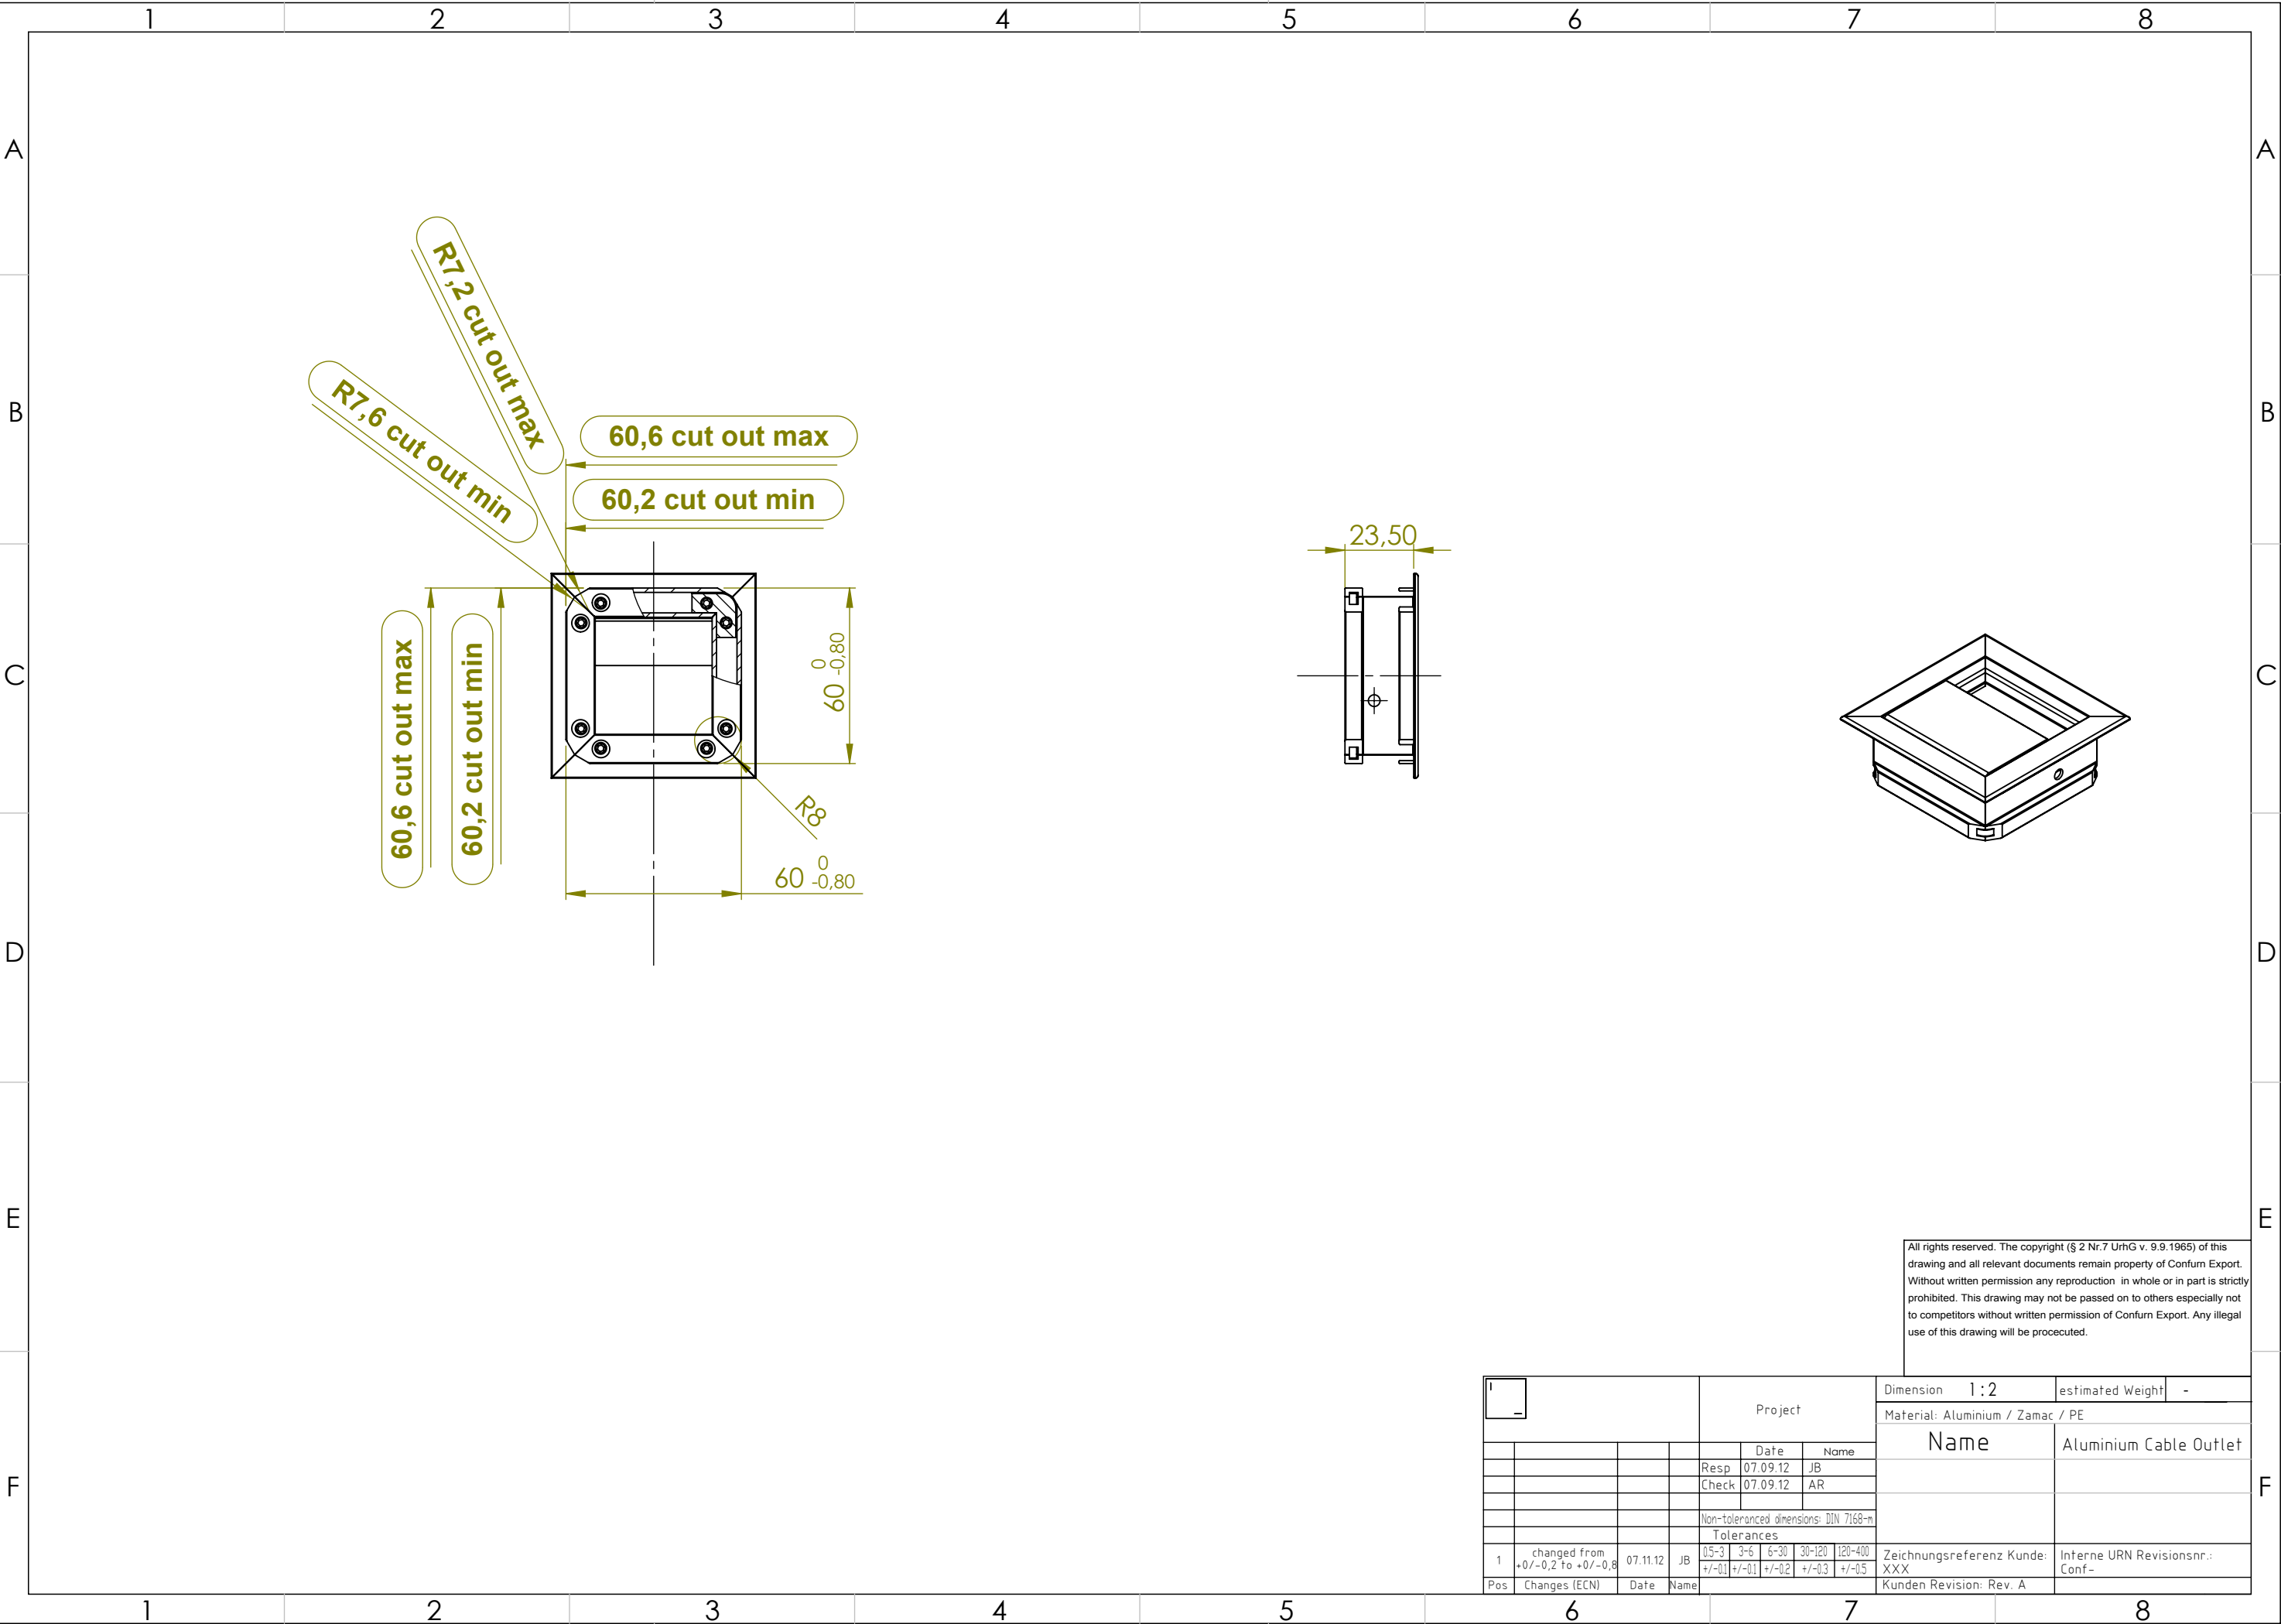 1 2 3 4 5 6 7 8
A A
B B
C C
D D
E E
F F
R7,2 cut out max
R7,6 cut out min
60,6 cut out max
60,2 cut out min
60,6 cut out max
60,2 cut out min
60 0 -0,80
R8
60 0 -0,80
23,50
All rights reserved. The copyright (§ 2 Nr.7 UrhG v. 9.9.1965) of this
drawing and all relevant documents remain property of Confurn Export.
Without written permission any reproduction in whole or in part is strictly
prohibited. This drawing may not be passed on to others especially not
to competitors without written permission of Confurn Export. Any illegal
use of this drawing will be procecuted.
Project
Dimension 1:2 estimated Weight -
Material: Aluminium / Zamac / PE
Name Aluminium Cable Outlet
Date Name
Resp 07.09.12 JB
Check 07.09.12 AR
Non-toleranced dimensions: DIN 7168-m
Tolerances
0.5-3 3-6 6-30 30-120 120-400
+/-0.1 +/-0.1 +/-0.2 +/-0.3 +/-0.5
1 changed from
+0/-0,2 to +0/-0,8 07.11.12 JB
Pos Changes (ECN) Date Name
Zeichnungsreferenz Kunde:
XXX
Interne URN Revisionsnr.:
Conf-
Kunden Revision: Rev. A
1 2 3 4 5 6 7 8